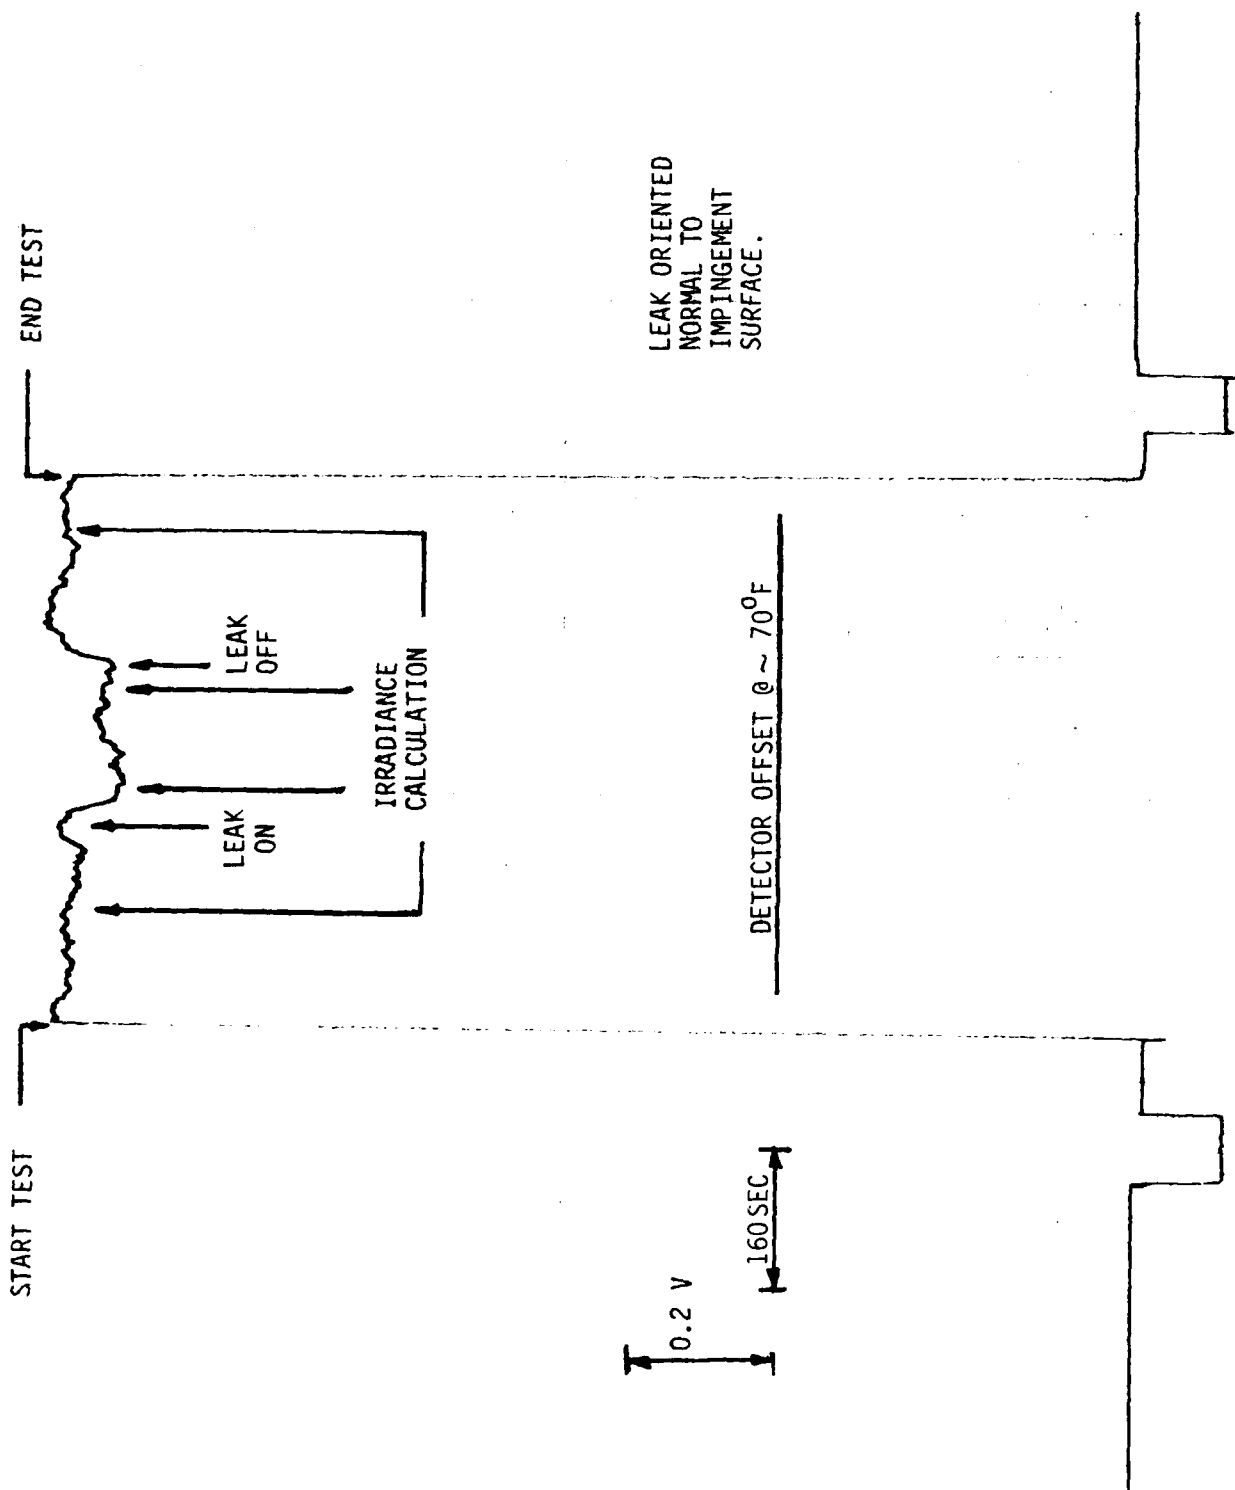 START TEST
END TEST
LEAK
ON
LEAK
OFF
IRRADIANCE
CALCULATION
LEAK ORIENTED
NORMAL TO
IMPINGEMENT
SURFACE.
0.2 V
160 SEC
DETECTOR OFFSET @ ~ 70°F